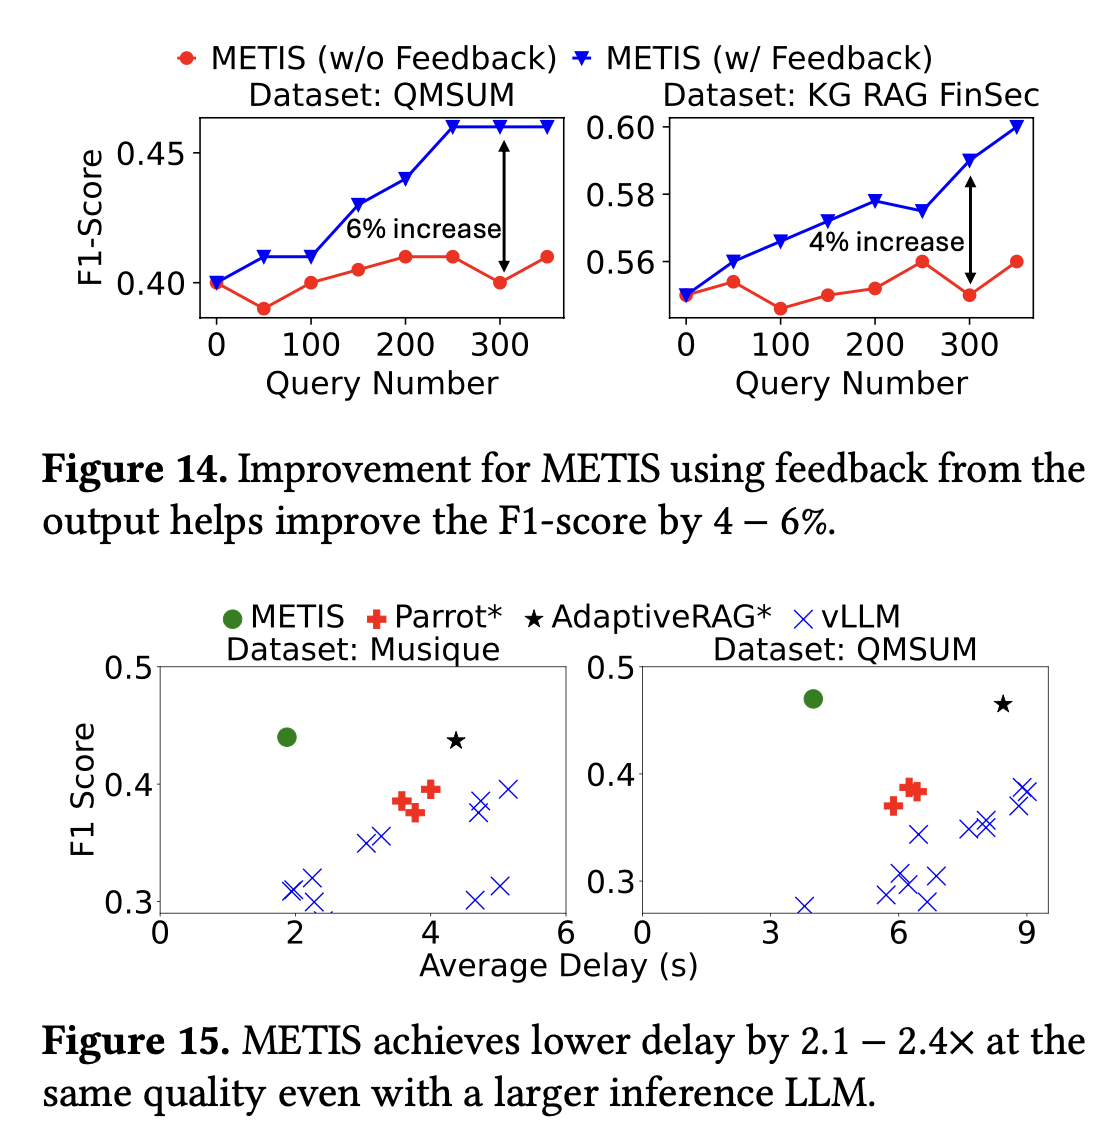 METIS (w/o Feedback) METIS (w/ Feedback)
Dataset: QMSUM
F1-Score
0.45
0.40
6% increase
0 100 200 300
Query Number
Dataset: KG RAG FinSec
0.60
0.58
0.56
4% increase
0 100 200 300
Query Number
Figure 14. Improvement for METIS using feedback from the
output helps improve the F1-score by 4 – 6%.
METIS Parrot* AdaptiveRAG* vLLM
Dataset: Musique
F1 Score
0.5
0.4
0.3
0 2 4 6
Dataset: QMSUM
0.5
0.4
0.3
0 3 6 9
Average Delay (s)
Figure 15. METIS achieves lower delay by 2.1 – 2.4× at the
same quality even with a larger inference LLM.